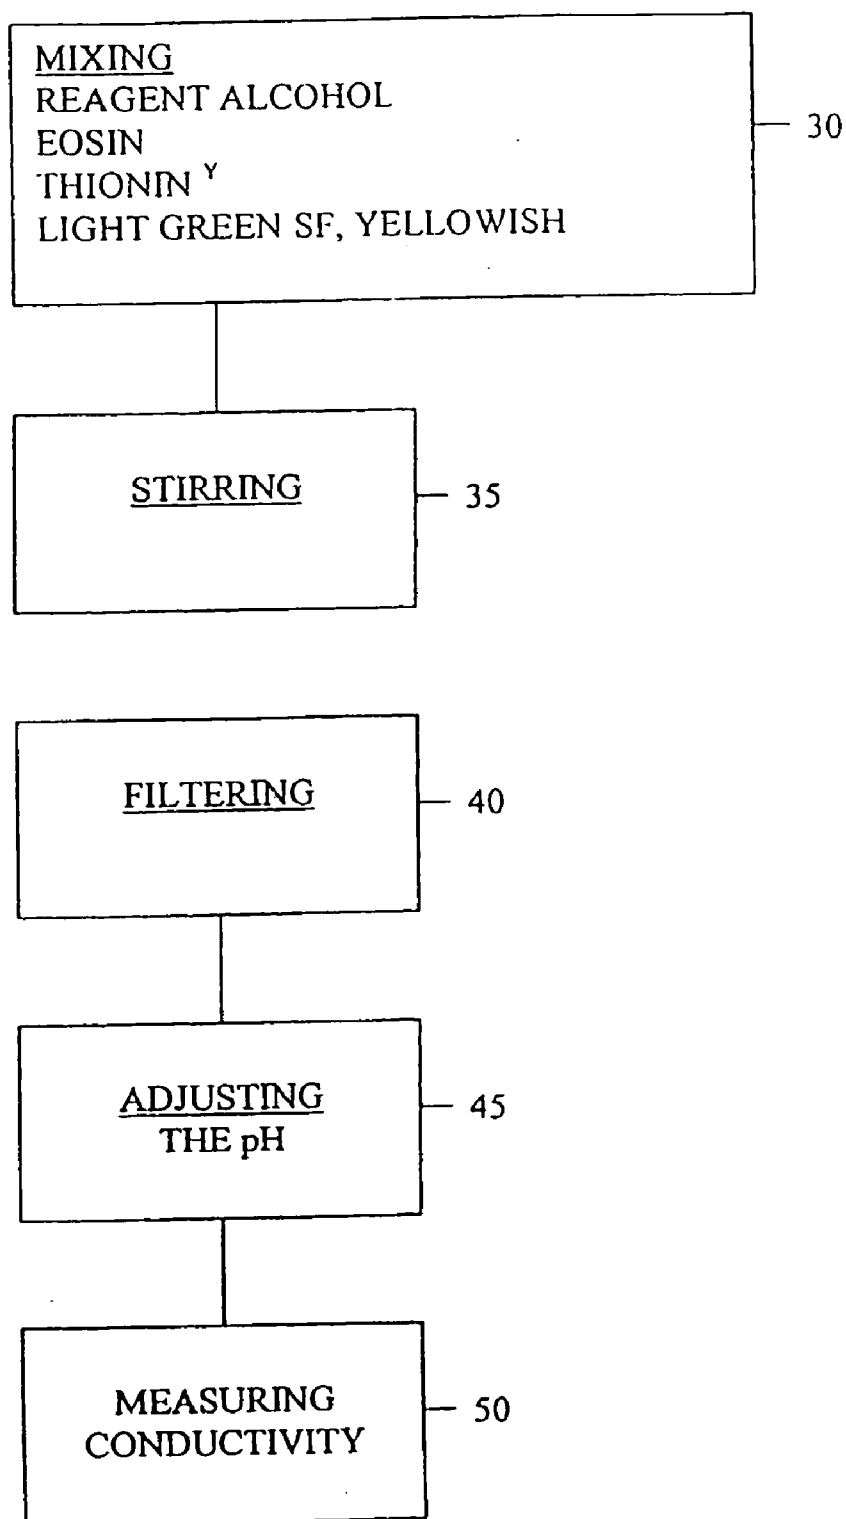 MIXING
REAGENT ALCOHOL
EOSIN
THIONIN Y
LIGHT GREEN SF, YELLOWISH
30
STIRRING
35
FILTERING
40
ADJUSTING
THE pH
45
MEASURING
CONDUCTIVITY
50